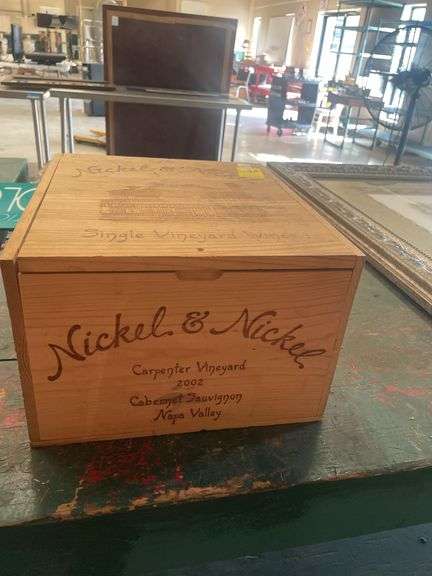 Nickel & Nickel
Single Vineyard Wines
Nickel & Nickel
Carpenter Vineyard
2002
Cabernet Sauvignon
Napa Valley